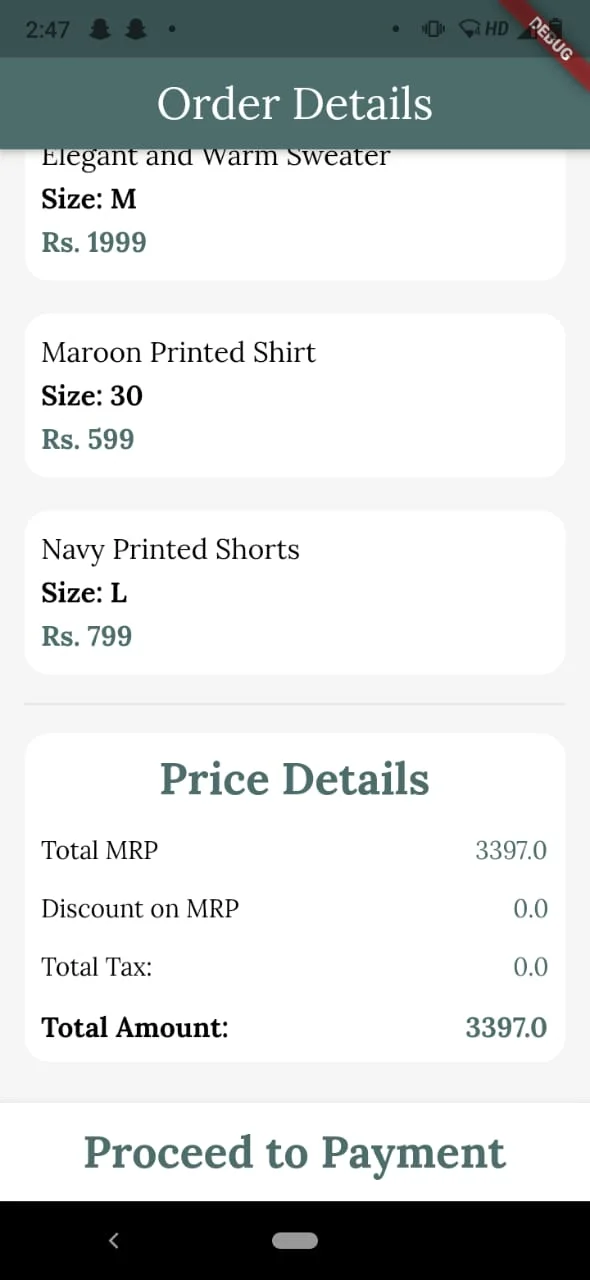 2:47 HD
DEBUG
Order Details
Elegant and Warm Sweater
Size: M
Rs. 1999
Maroon Printed Shirt
Size: 30
Rs. 599
Navy Printed Shorts
Size: L
Rs. 799
Price Details
Total MRP 3397.0
Discount on MRP 0.0
Total Tax: 0.0
Total Amount: 3397.0
Proceed to Payment